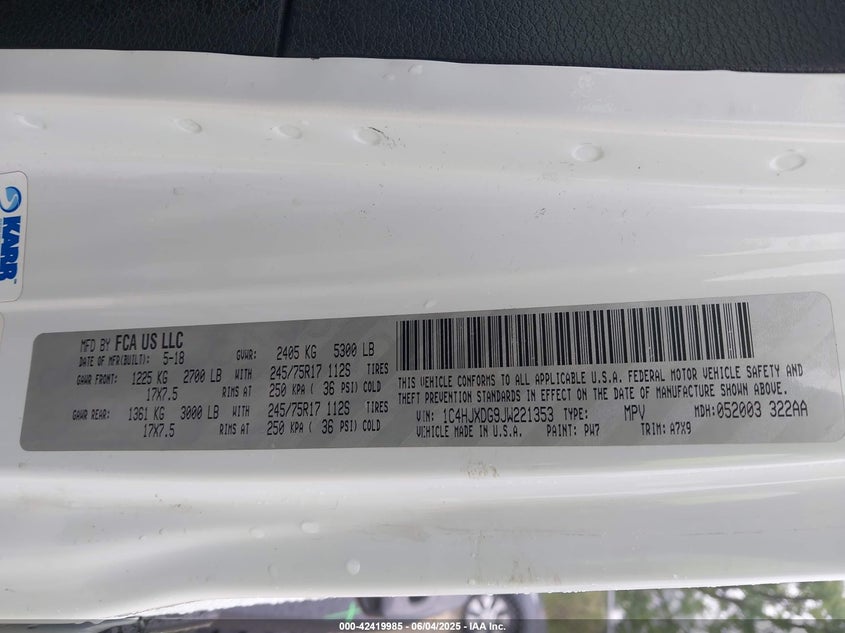 KARR
MFD BY FCA US LLC
DATE OF MFR(BUILT): 5-18 GVWR: 2405 KG 5300 LB
GAWR FRONT: 1225 KG 2700 LB WITH 245/75R17 112S TIRES
17X7.5 RIMS AT 250 KPA ( 36 PSI) COLD
GAWR REAR: 1361 KG 3000 LB WITH 245/75R17 112S TIRES
17X7.5 RIMS AT 250 KPA ( 36 PSI) COLD
THIS VEHICLE CONFORMS TO ALL APPLICABLE U.S.A. FEDERAL MOTOR VEHICLE SAFETY AND
THEFT PREVENTION STANDARDS IN EFFECT ON THE DATE OF MANUFACTURE SHOWN ABOVE.
VIN: 1C4HJXDG9JW221353 TYPE: MPV MDH: 052003 322AA
VEHICLE MADE IN U.S.A. PAINT: PW7 TRIM: A7X9
000-42419985 - 06/04/2025 - IAA Inc.